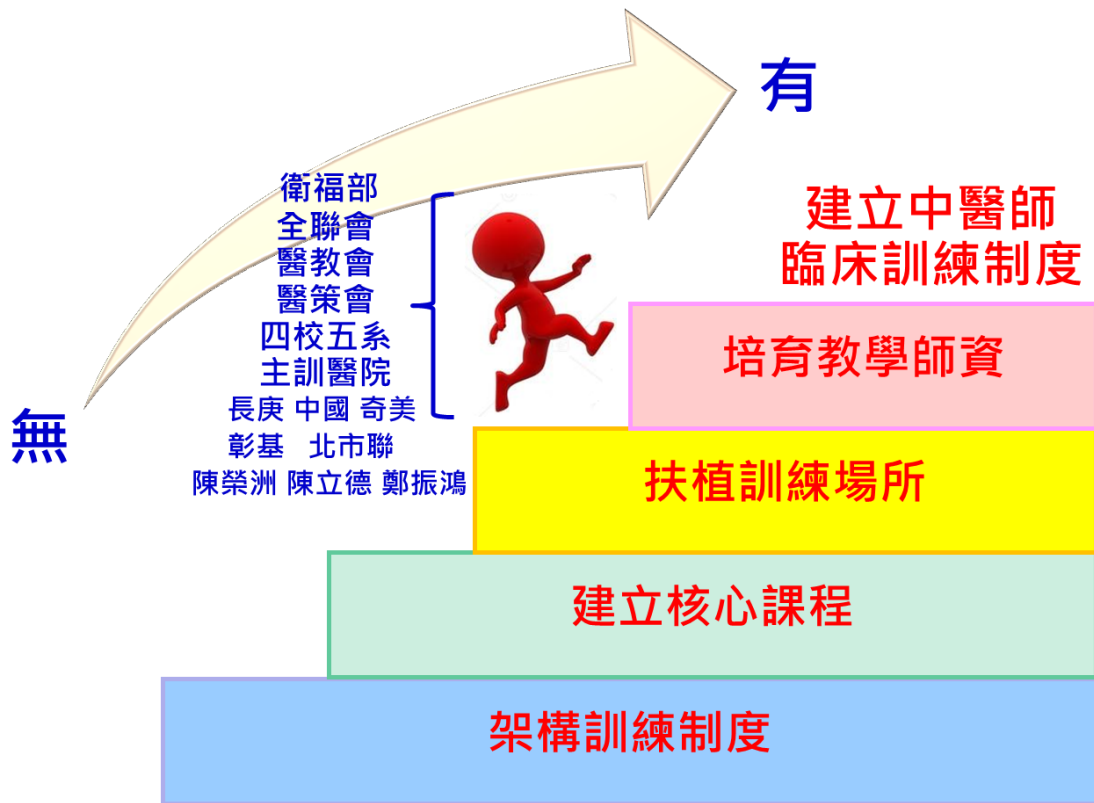 有
衛福部
全聯會
醫教會
醫策會
四校五系
主訓醫院
長庚 中國 奇美
彰基 北市聯
陳榮洲 陳立德 鄭振鴻
無
建立中醫師
臨床訓練制度
培育教學師資
扶植訓練場所
建立核心課程
架構訓練制度